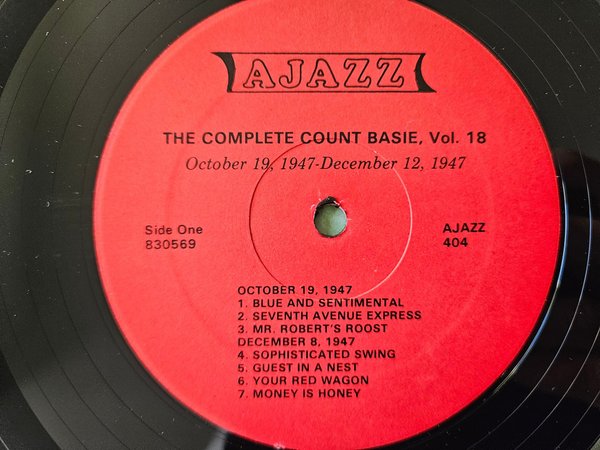 AJAZZ
THE COMPLETE COUNT BASIE, Vol. 18
October 19, 1947-December 12, 1947
Side One
830569
AJAZZ
404
OCTOBER 19, 1947
1. BLUE AND SENTIMENTAL
2. SEVENTH AVENUE EXPRESS
3. MR. ROBERT'S ROOST
DECEMBER 8, 1947
4. SOPHISTICATED SWING
5. GUEST IN A NEST
6. YOUR RED WAGON
7. MONEY IS HONEY